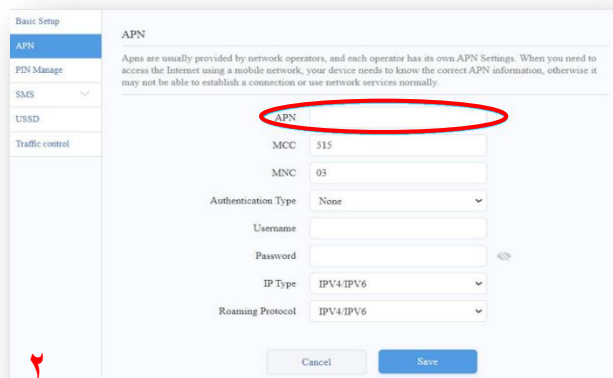 Basic Setup
APN
PIN Manage
SMS
USSD
Traffic control
APN
Apns are usually provided by network operators, and each operator has its own APN Settings. When you need to
access the Internet using a mobile network, your device needs to know the correct APN information, otherwise it
may not be able to establish a connection or use network services normally.
APN
MCC 515
MNC 03
Authentication Type None
Username
Password
IP Type IPV4/IPV6
Roaming Protocol IPV4/IPV6
Cancel Save
٢